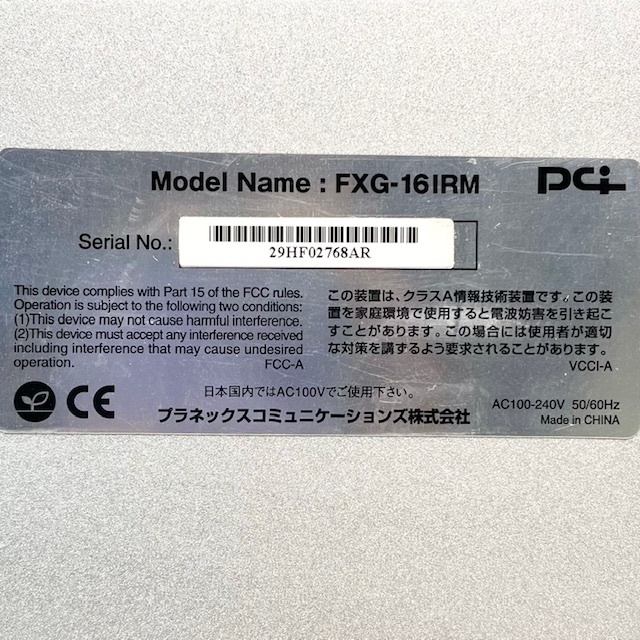 Model Name : FXG-16IRM
PCi
Serial No.:
29HF02768AR
This device complies with Part 15 of the FCC rules.
Operation is subject to the following two conditions:
(1)This device may not cause harmful interference.
(2)This device must accept any interference received
including interference that may cause undesired
operation.
FCC-A
この装置は、クラスA情報技術装置です。この装
置を家庭環境で使用すると電波妨害を引き起こ
すことがあります。この場合には使用者が適切
な対策を講ずるよう要求されることがあります。
VCCI-A
CE
日本国内ではAC100Vでご使用下さい。
プラネックスコミュニケーションズ株式会社
AC100-240V 50/60Hz
Made in CHINA